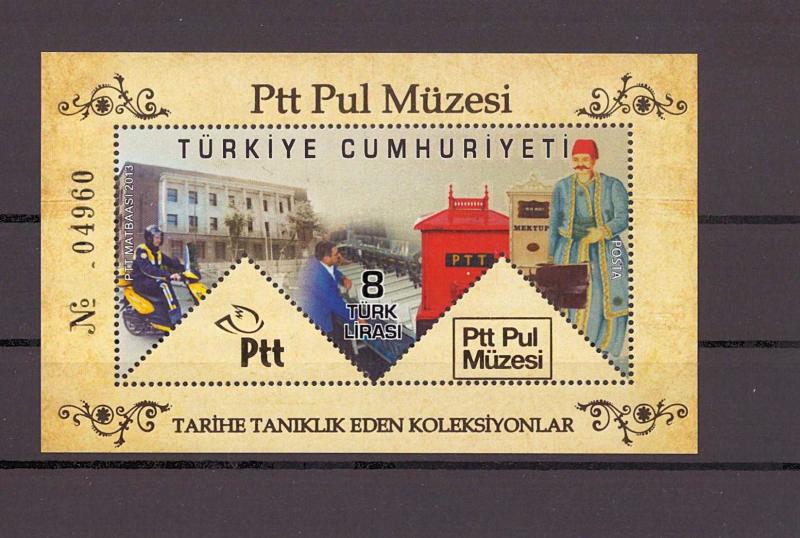 Ptt Pul Müzesi
TÜRKİYE CUMHURİYETİ
№ - 04960
PTT MATBAASI 2013
MEKTUP
POSTA
PTT
8
TÜRK
LİRASI
Ptt
Ptt Pul
Müzesi
TARİHE TANIKLIK EDEN KOLEKSİYONLAR